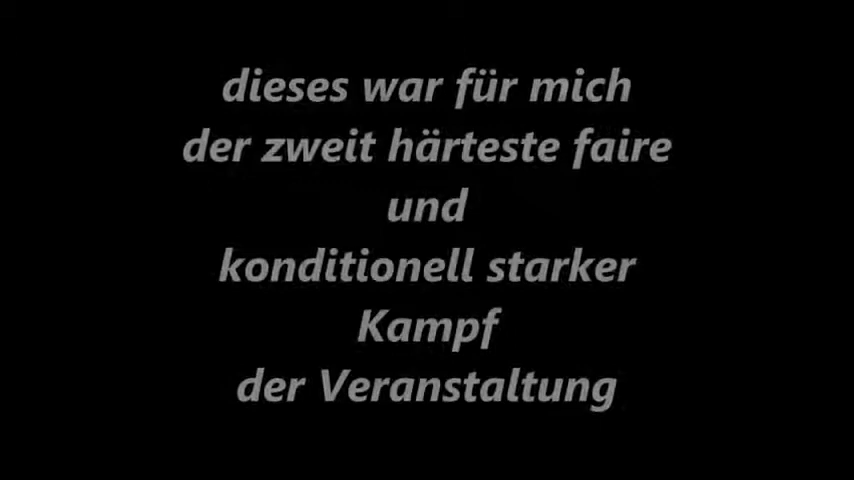 dieses war für mich
der zweit härteste faire
und
konditionell starker
Kampf
der Veranstaltung